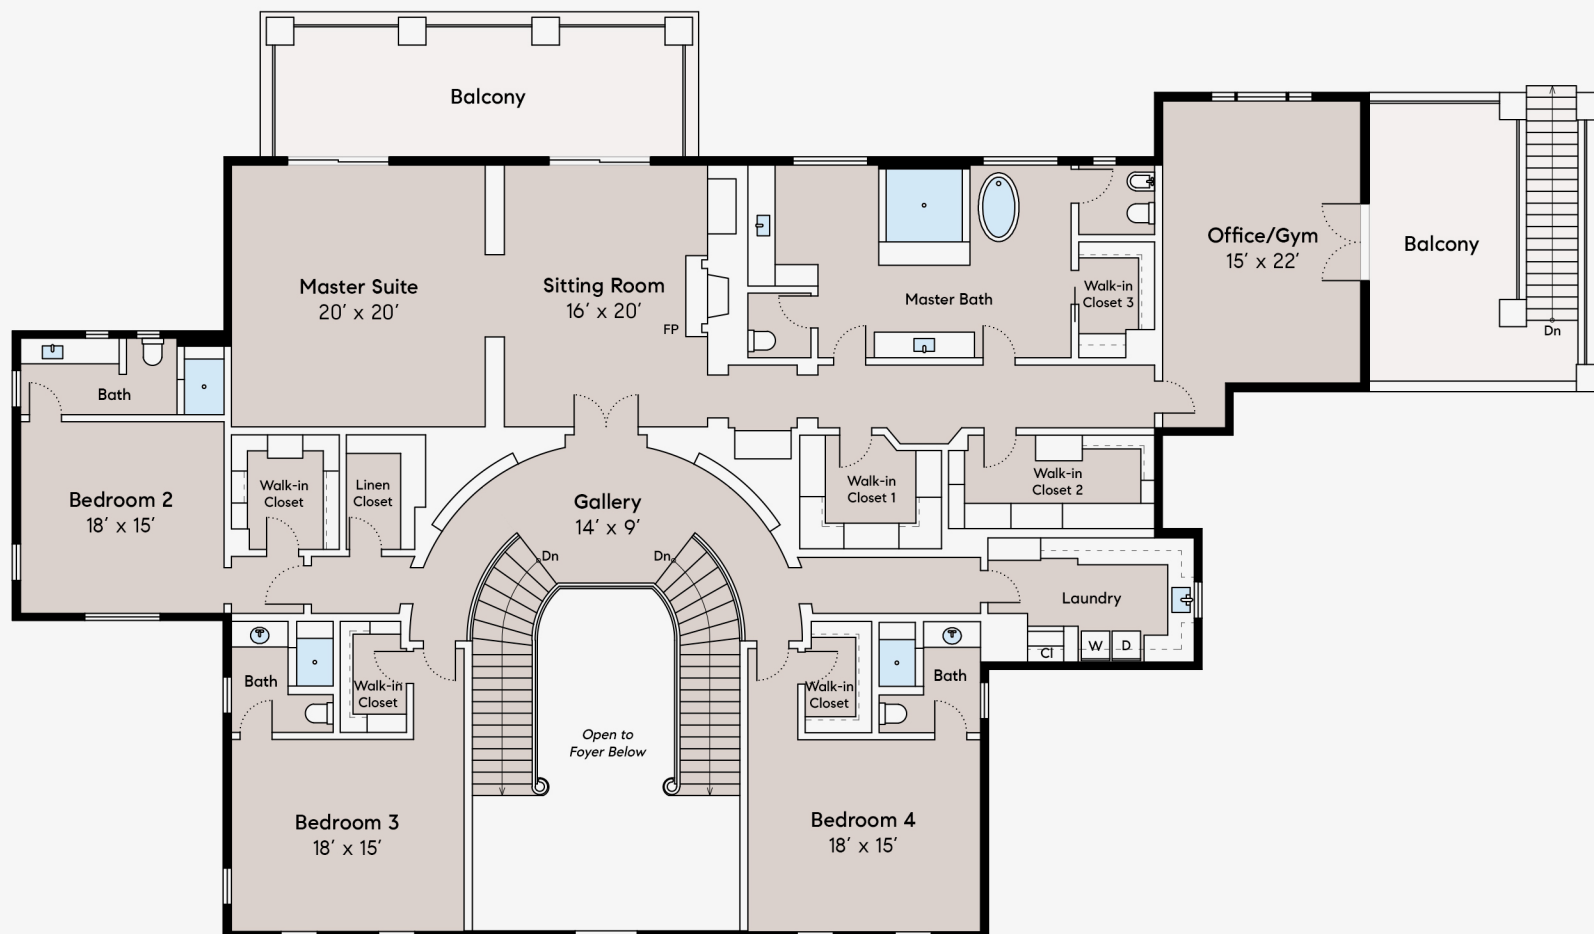 Balcony
Office/Gym
15′ x 22′
Balcony
Dn
Master Suite
20′ x 20′
Sitting Room
16′ x 20′
FP
Master Bath
Walk-in
Closet 3
Bath
Bedroom 2
18′ x 15′
Walk-in
Closet
Linen
Closet
Gallery
14′ x 9′
Dn
Dn
Walk-in
Closet 1
Walk-in
Closet 2
Laundry
Cl
W
D
Bath
Walk-in
Closet
Walk-in
Closet
Bath
Open to
Foyer Below
Bedroom 3
18′ x 15′
Bedroom 4
18′ x 15′